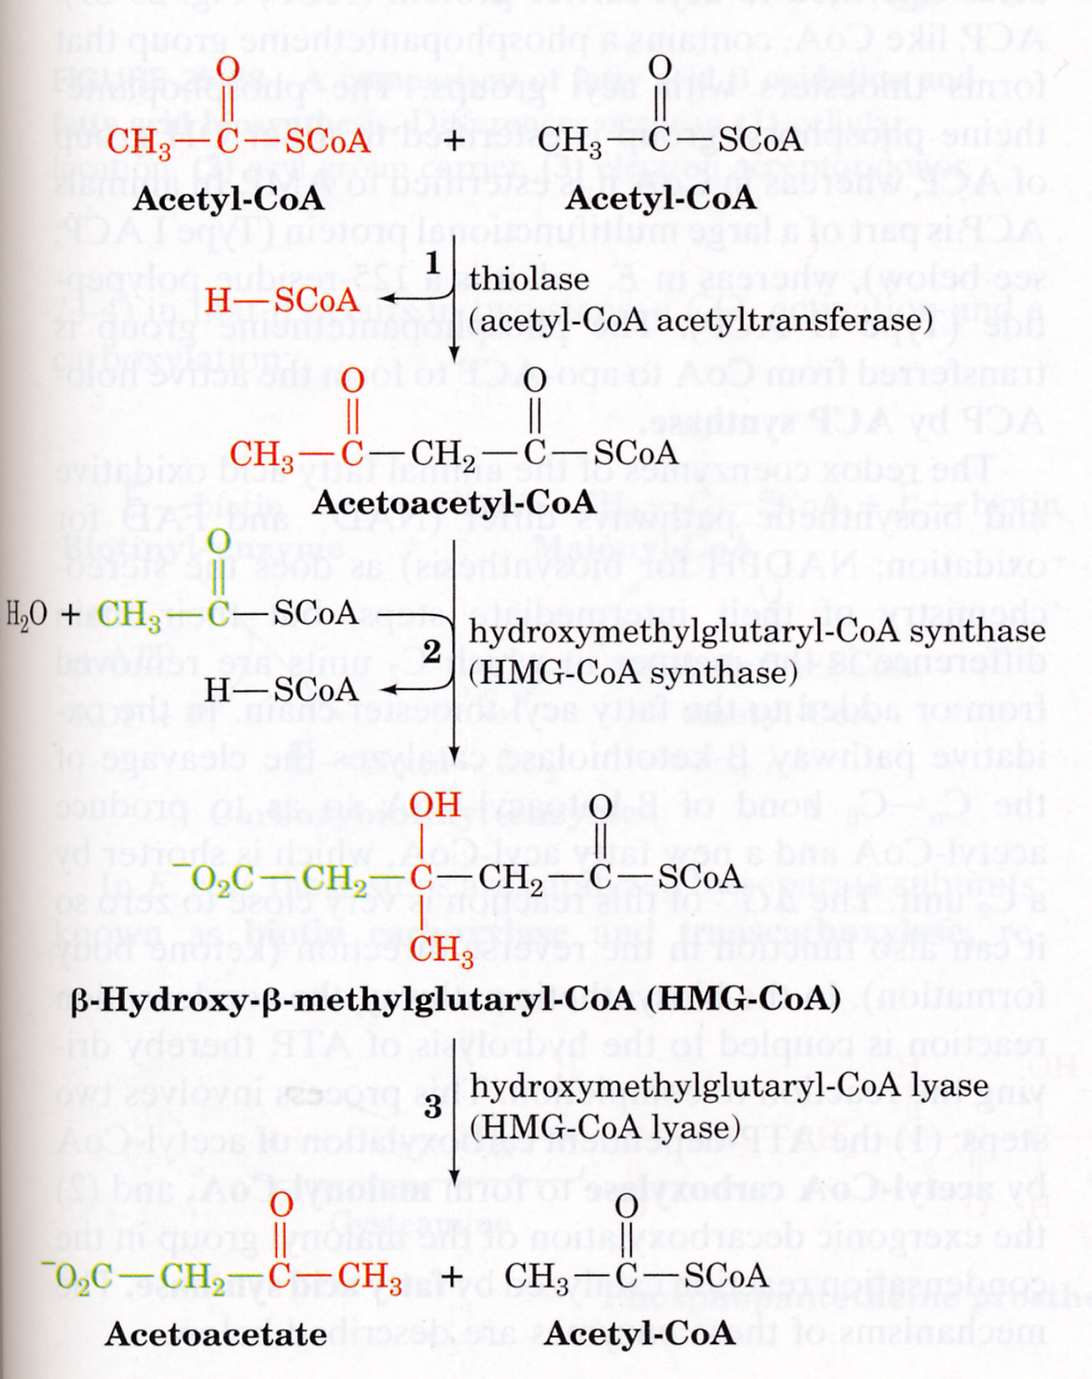 O O
CH₃—C—SCoA + CH₃—C—SCoA
Acetyl-CoA Acetyl-CoA
1 thiolase
H—SCoA (acetyl-CoA acetyltransferase)
O O
CH₃—C—CH₂—C—SCoA
Acetoacetyl-CoA
O
H₂O + CH₃—C—SCoA
2 hydroxymethylglutaryl-CoA synthase
H—SCoA (HMG-CoA synthase)
OH O
⁻O₂C—CH₂—C—CH₂—C—SCoA
CH₃
β-Hydroxy-β-methylglutaryl-CoA (HMG-CoA)
3 hydroxymethylglutaryl-CoA lyase
(HMG-CoA lyase)
O O
⁻O₂C—CH₂—C—CH₃ + CH₃—C—SCoA
Acetoacetate Acetyl-CoA